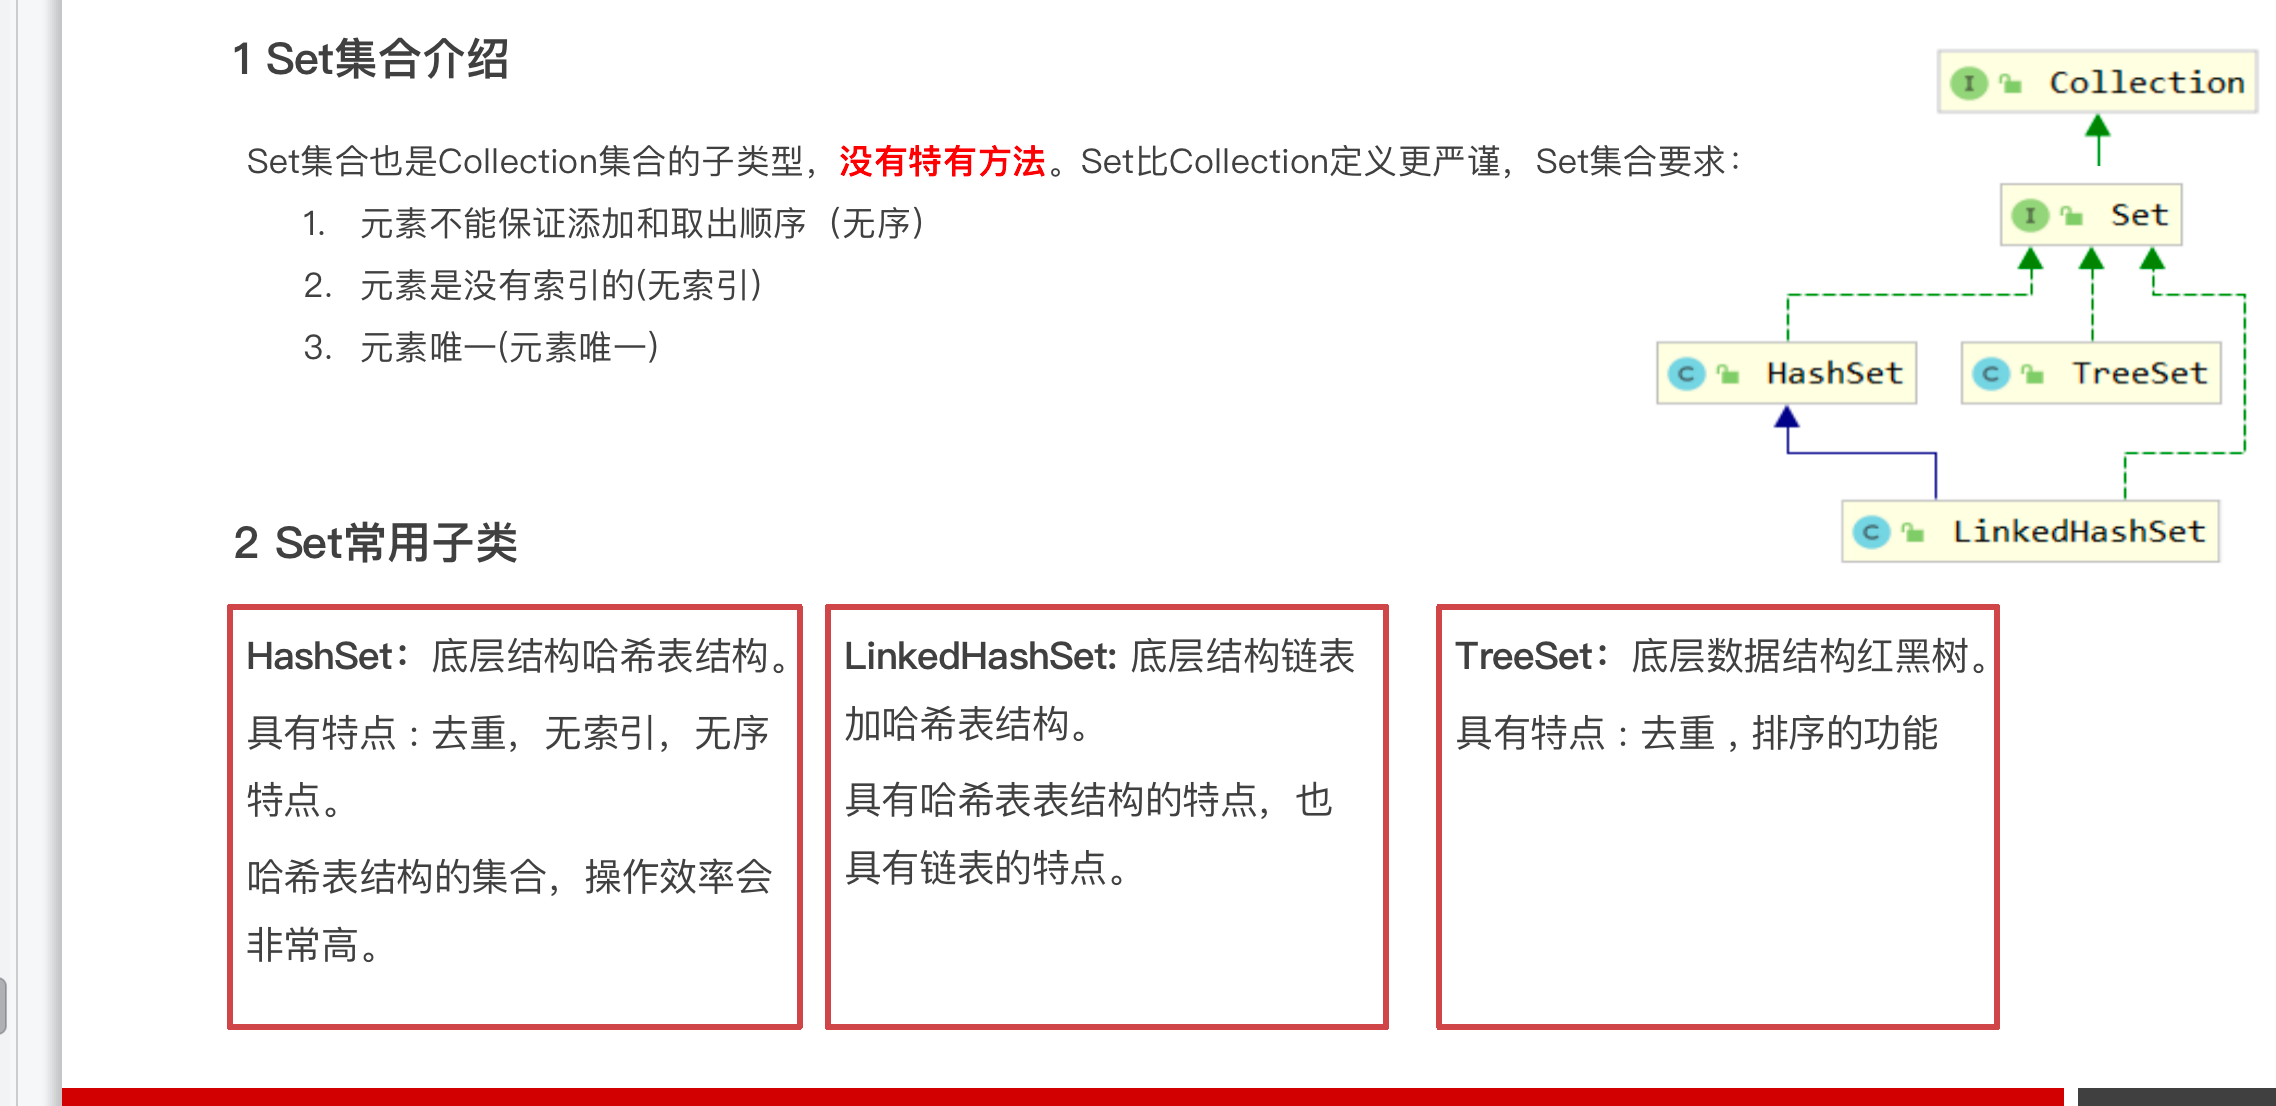 1 Set集合介绍
Set集合也是Collection集合的子类型，没有特有方法。Set比Collection定义更严谨，Set集合要求：
1. 元素不能保证添加和取出顺序（无序）
2. 元素是没有索引的(无索引)
3. 元素唯一(元素唯一)
I Collection
I Set
C HashSet
C TreeSet
C LinkedHashSet
2 Set常用子类
HashSet：底层结构哈希表结构。
具有特点：去重，无索引，无序
特点。
哈希表结构的集合，操作效率会
非常高。
LinkedHashSet: 底层结构链表
加哈希表结构。
具有哈希表表结构的特点，也
具有链表的特点。
TreeSet：底层数据结构红黑树。
具有特点：去重 , 排序的功能